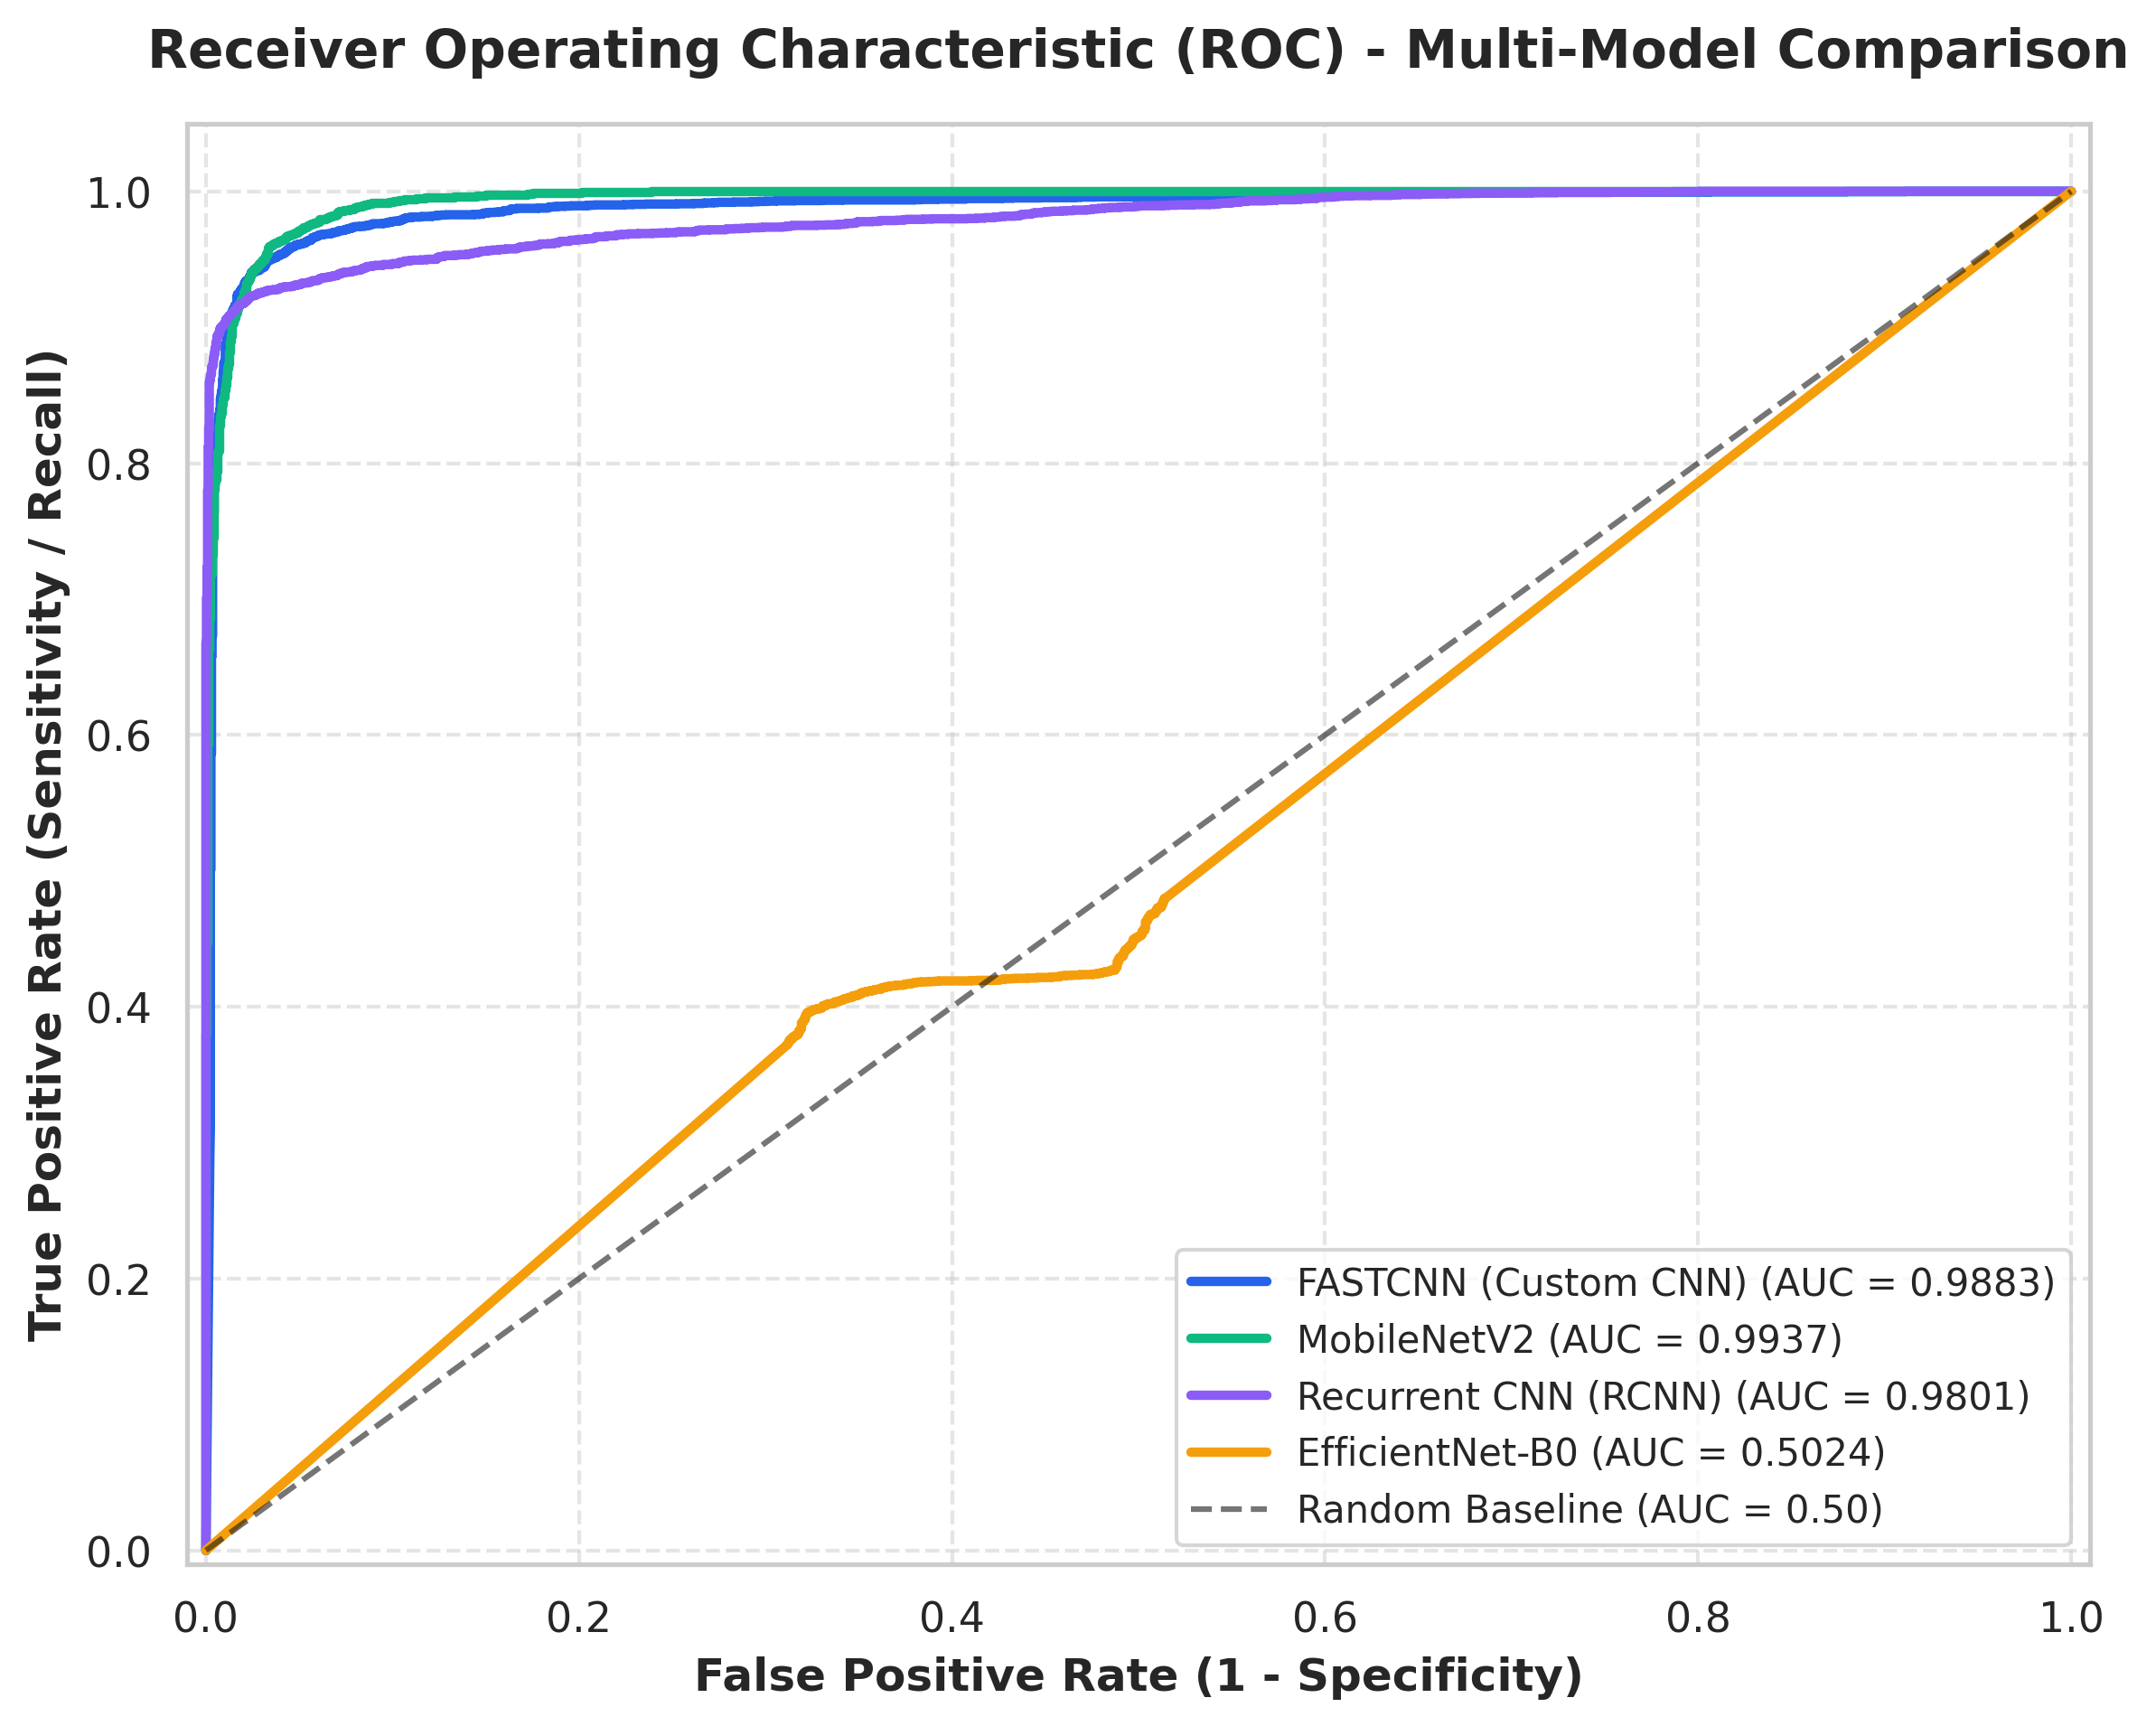 Receiver Operating Characteristic (ROC) - Multi-Model Comparison
True Positive Rate (Sensitivity / Recall)
1.0
0.8
0.6
0.4
0.2
0.0
FASTCNN (Custom CNN) (AUC = 0.9883)
MobileNetV2 (AUC = 0.9937)
Recurrent CNN (RCNN) (AUC = 0.9801)
EfficientNet-B0 (AUC = 0.5024)
Random Baseline (AUC = 0.50)
0.0 0.2 0.4 0.6 0.8 1.0
False Positive Rate (1 - Specificity)